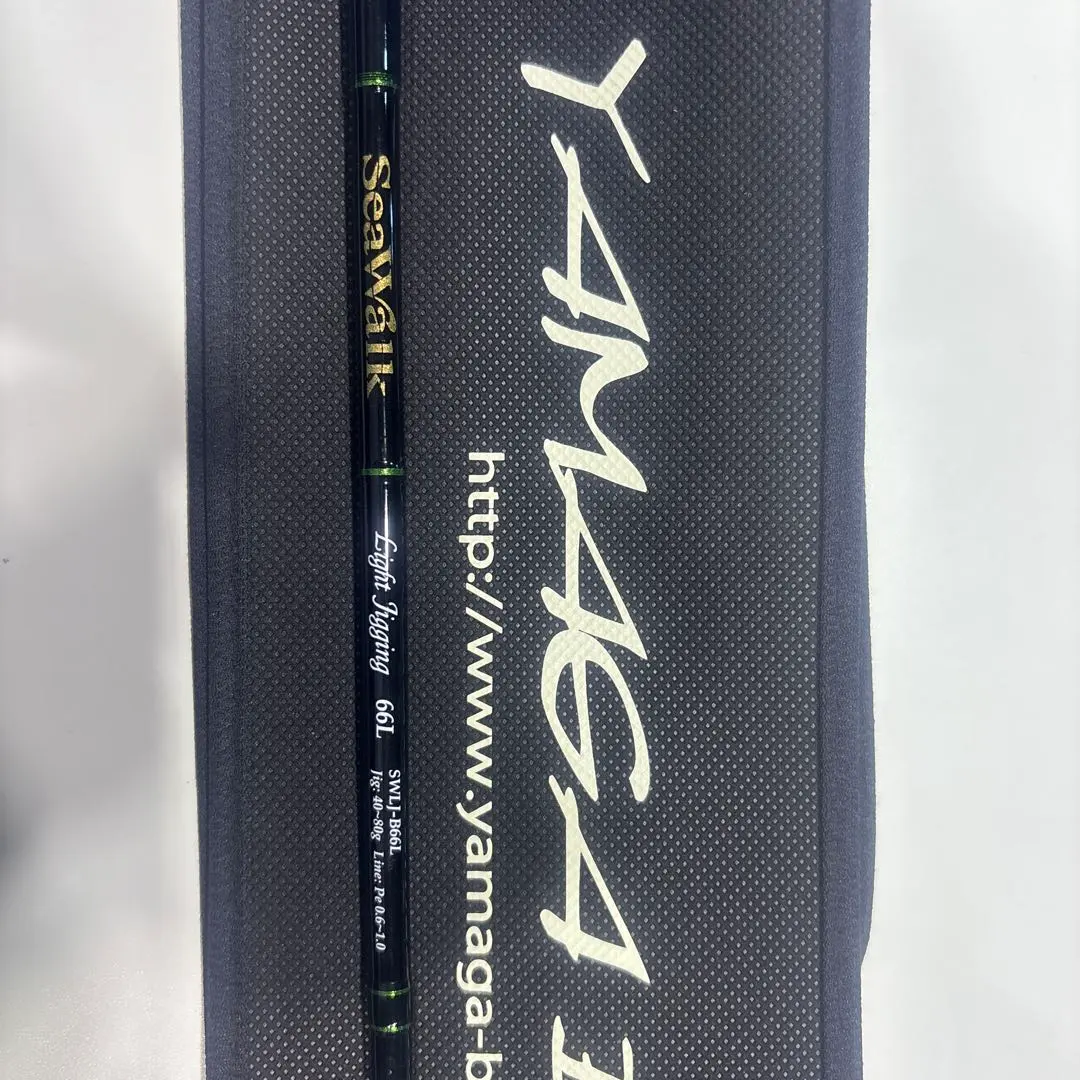 YAMAGA B
http://www.yamaga-b
SeaWalk
Light Jigging 66L
SWLJ-B66L
Jig: 40~80g Line: Pe 0.6~1.0